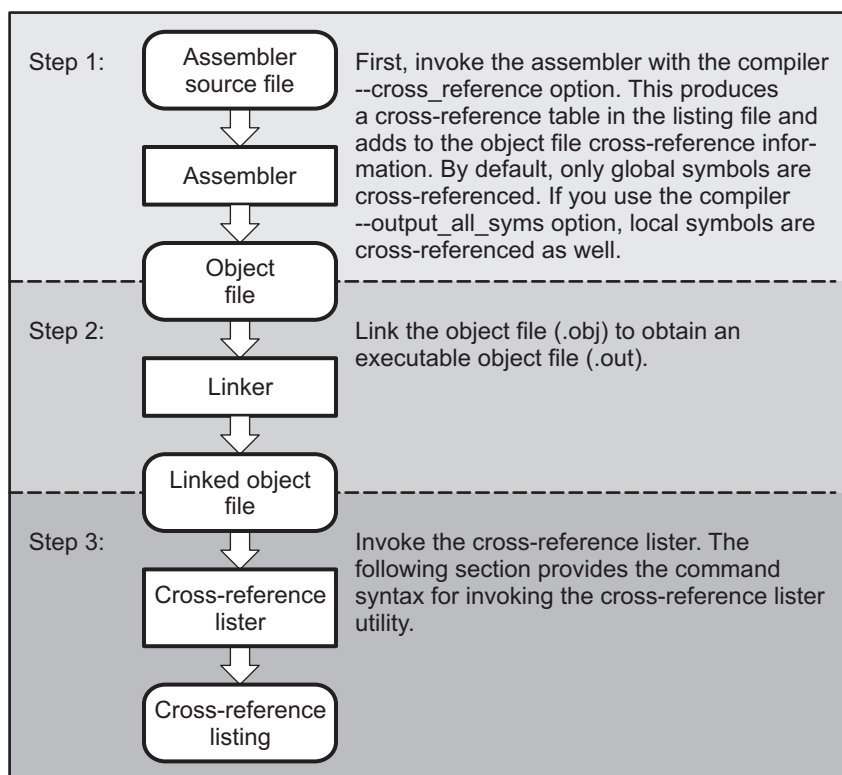 Step 1:
Assembler
source file
Assembler
Object
file
First, invoke the assembler with the compiler
--cross_reference option. This produces
a cross-reference table in the listing file and
adds to the object file cross-reference infor-
mation. By default, only global symbols are
cross-referenced. If you use the compiler
--output_all_syms option, local symbols are
cross-referenced as well.
Step 2:
Linker
Linked object
file
Link the object file (.obj) to obtain an
executable object file (.out).
Step 3:
Cross-reference
lister
Cross-reference
listing
Invoke the cross-reference lister. The
following section provides the command
syntax for invoking the cross-reference lister
utility.